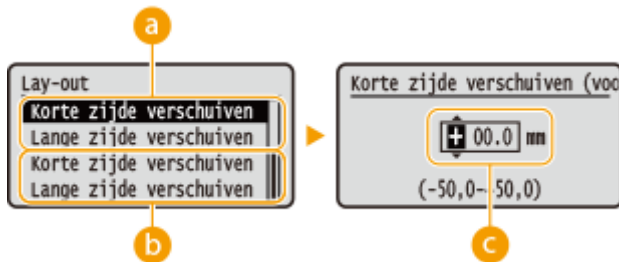 a
Lay-out
Korte zijde verschuiven
Lange zijde verschuiven
Korte zijde verschuiven
Lange zijde verschuiven
b
Korte zijde verschuiven (voo
+ 00.0 mm
(-50,0-50,0)
c